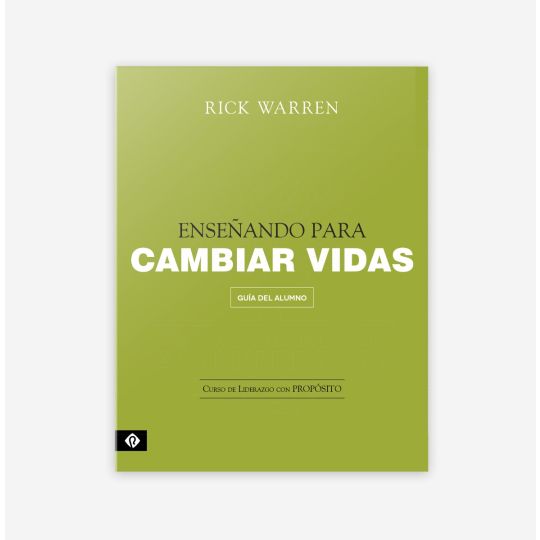 RICK WARREN
ENSEÑANDO PARA
CAMBIAR VIDAS
GUÍA DEL ALUMNO
CURSO DE LIDERAZGO CON PROPÓSITO